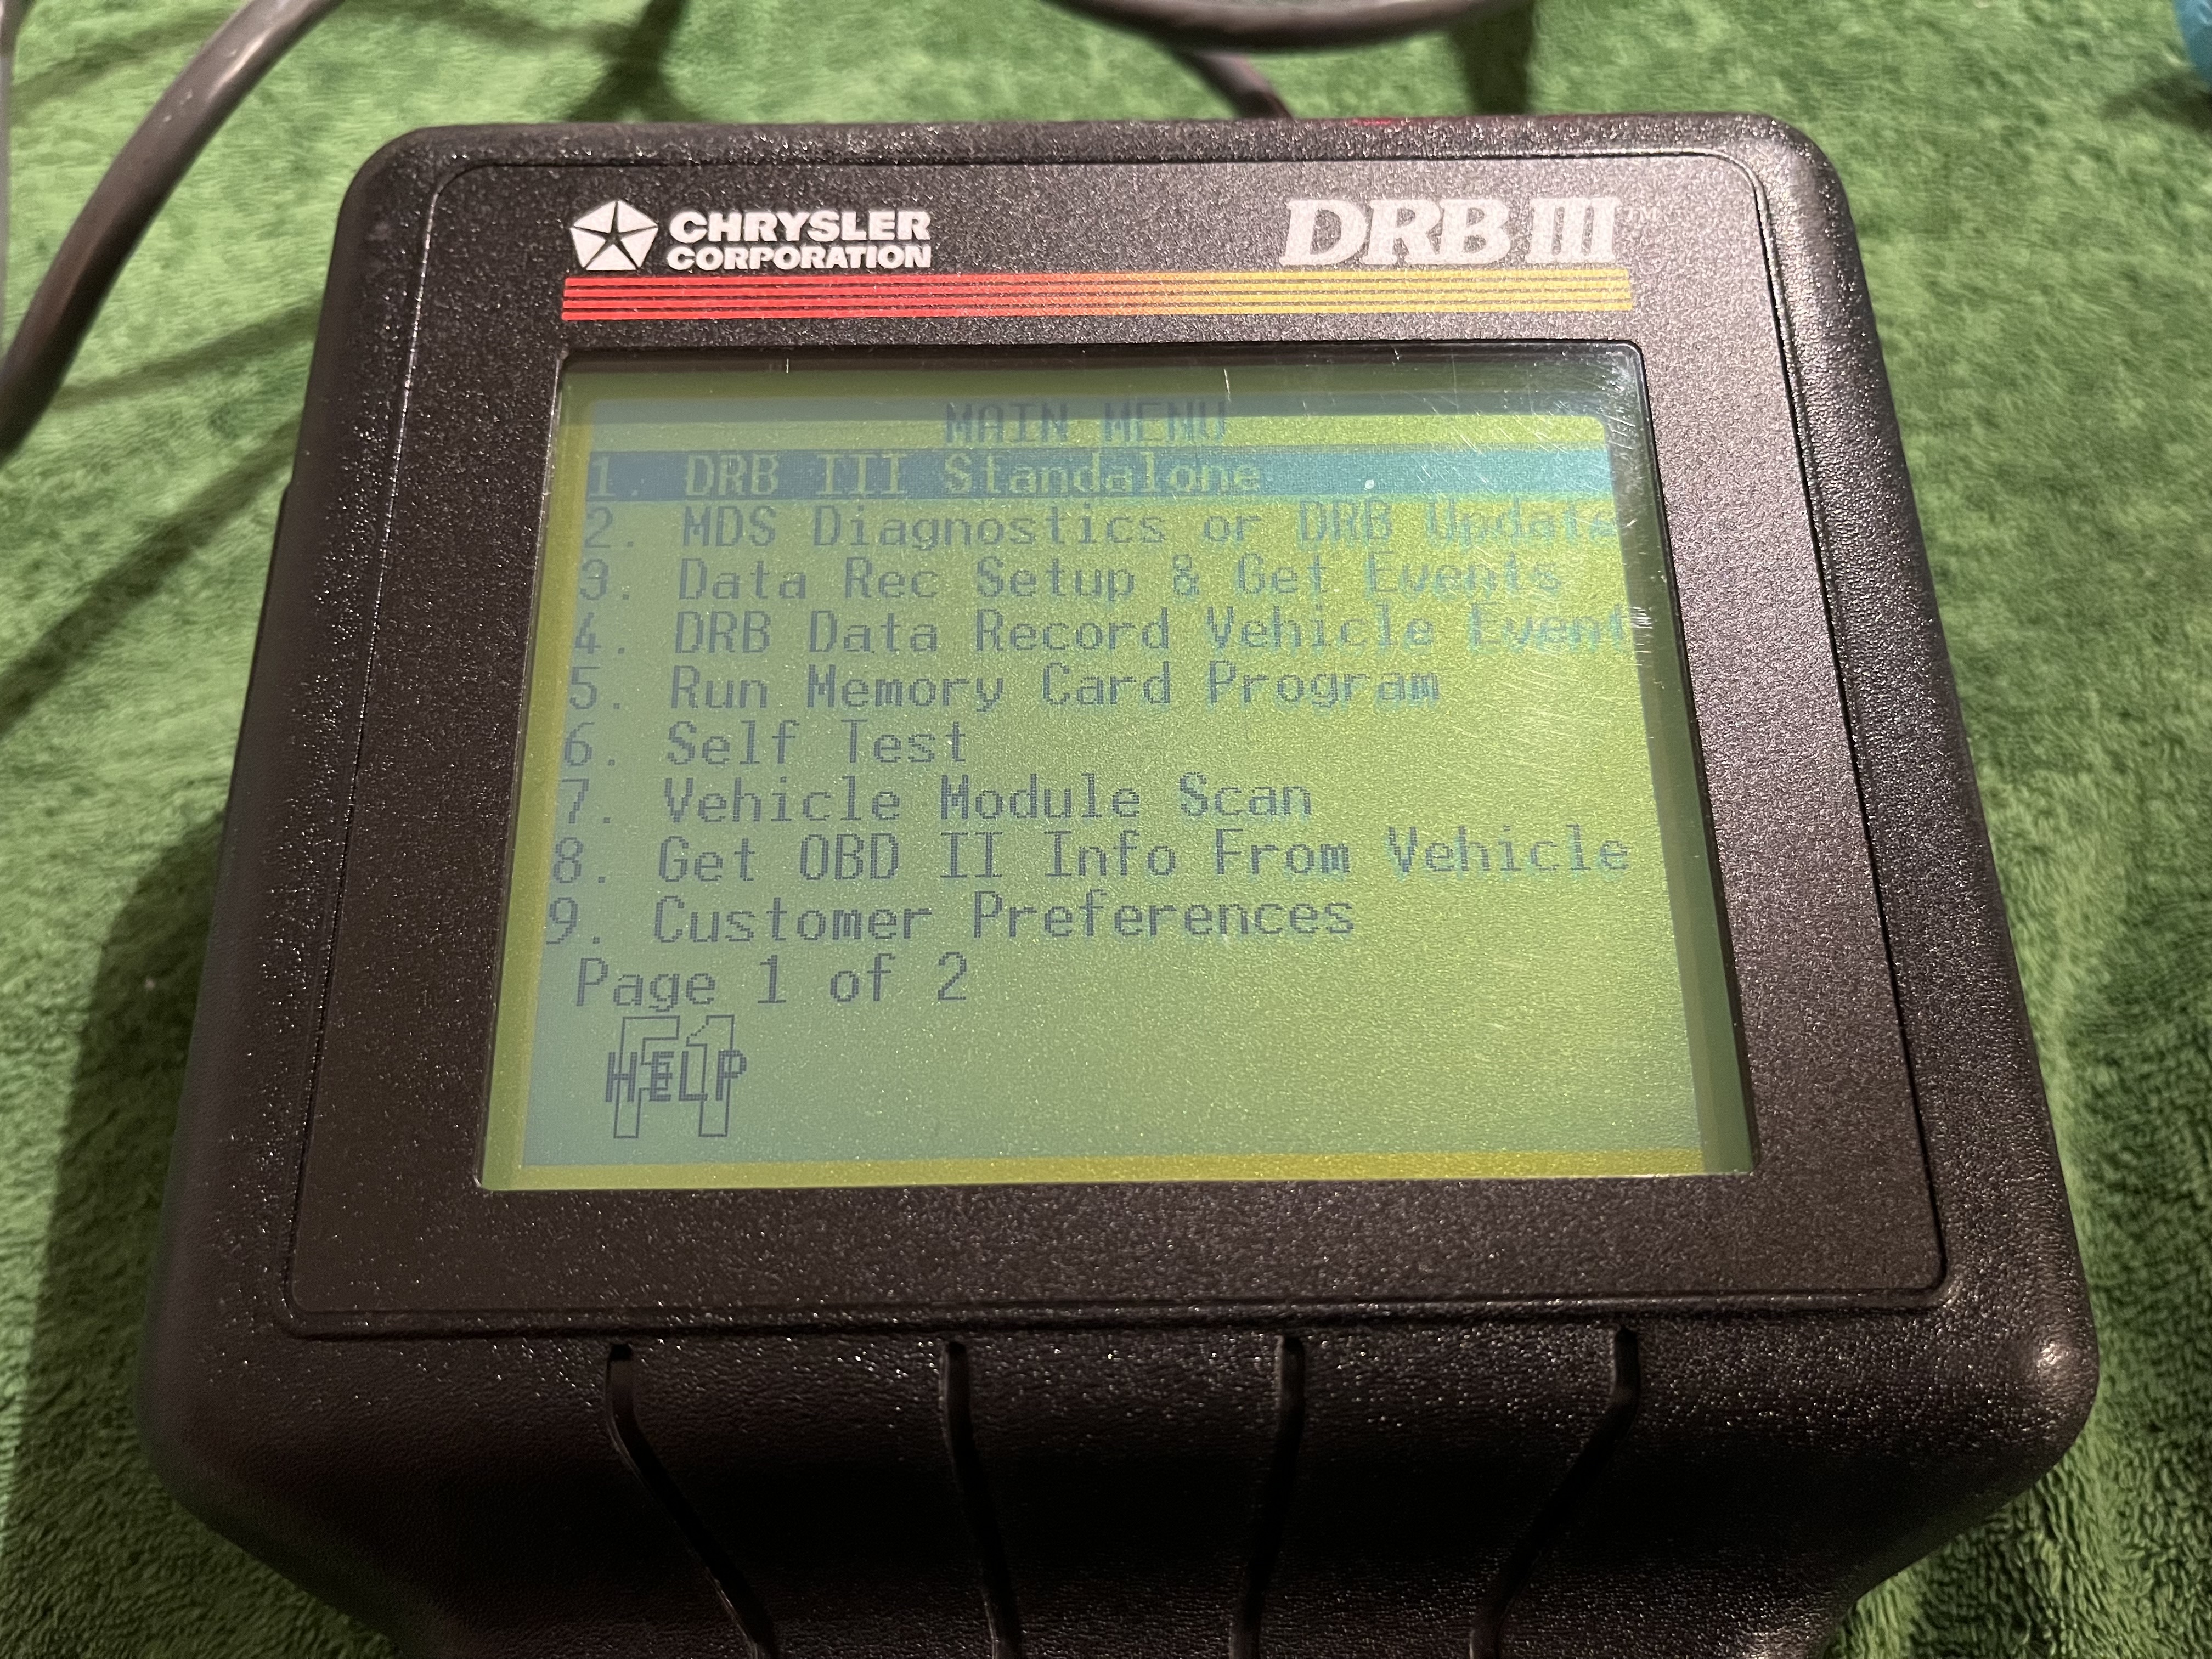 CHRYSLER
CORPORATION
DRB III™
MAIN MENU
1. DRB III Standalone
2. MDS Diagnostics or DRB Update
3. Data Rec Setup & Get Events
4. DRB Data Record Vehicle Event
5. Run Memory Card Program
6. Self Test
7. Vehicle Module Scan
8. Get OBD II Info From Vehicle
9. Customer Preferences
Page 1 of 2
F1
HELP